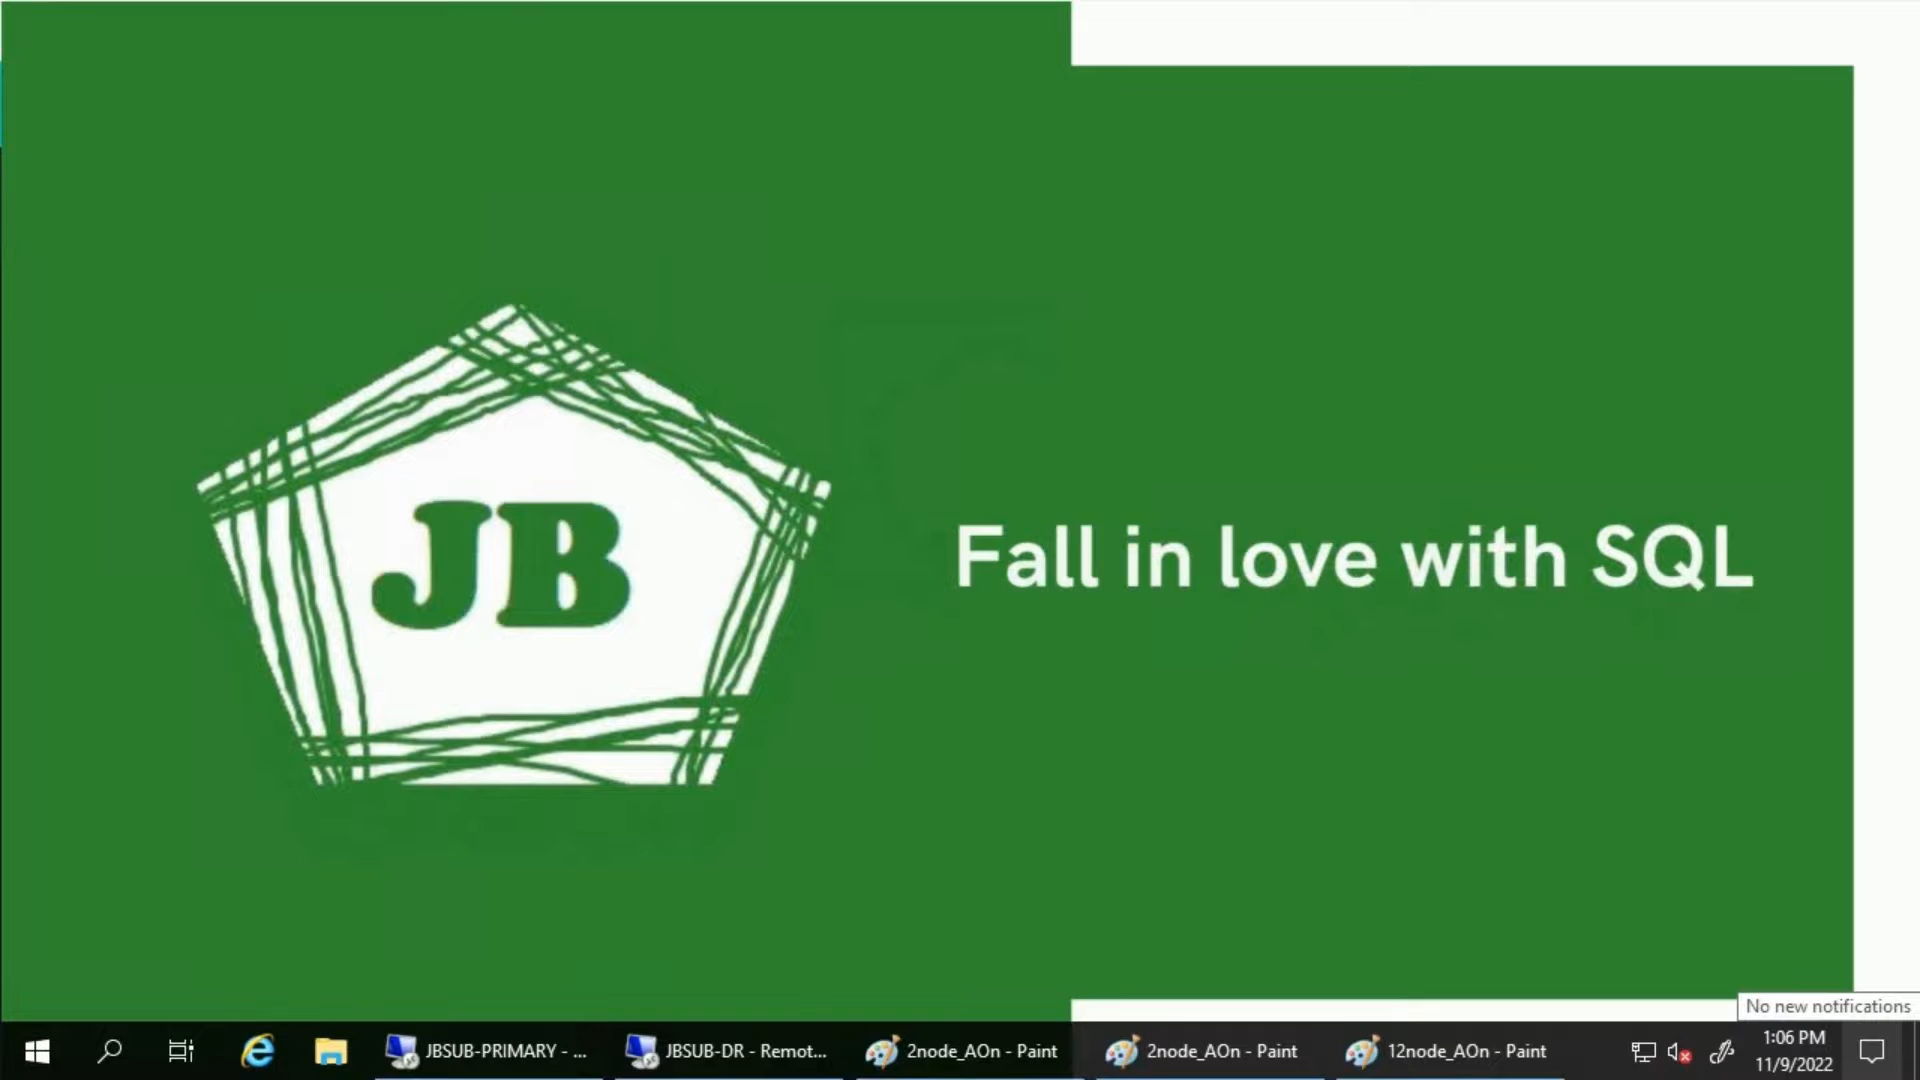 JB
Fall in love with SQL
No new notifications
JBSUB-PRIMARY - ...
JBSUB-DR - Remot...
2node_AOn - Paint
2node_AOn - Paint
12node_AOn - Paint
1:06 PM
11/9/2022